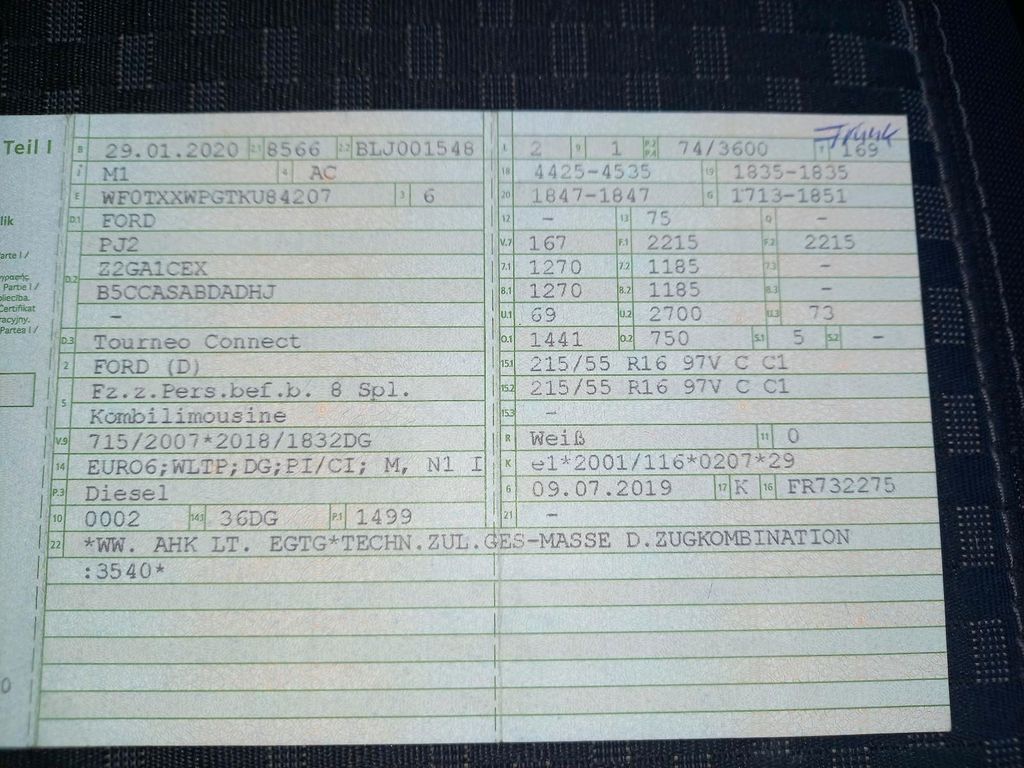 Teil I
B 29.01.2020 2.1 8566 2.2 BLJ001548
J M1 4 AC
E WF0TXXWPGTKU84207 3 6
D.1 FORD
D.2 PJ2
Z2GA1CEX
B5CCASABDADHJ
–
D.3 Tourneo Connect
2 FORD (D)
5 Fz.z.Pers.bef.b. 8 Spl.
Kombilimousine
V.9 715/2007*2018/1832DG
14 EURO6;WLTP;DG;PI/CI; M, N1 I
P.3 Diesel
10 0002 14.1 36DG P.1 1499
22 *WW. AHK LT. EGTG*TECHN.ZUL.GES-MASSE D.ZUGKOMBINATION
:3540*
L 2 9 1 P.2 P.4 74/3600 T 169
18 4425-4535 19 1835-1835
20 1847-1847 G 1713-1851
12 – 13 75 Q –
V.7 167 F.1 2215 F.2 2215
7.1 1270 7.2 1185 7.3 –
8.1 1270 8.2 1185 8.3 –
U.1 69 U.2 2700 U.3 73
O.1 1441 O.2 750 S.1 5 S.2 –
15.1 215/55 R16 97V C C1
15.2 215/55 R16 97V C C1
15.3 –
R Weiß 11 0
K e1*2001/116*0207*29
6 09.07.2019 17 K 16 FR732275
21 –
lik
arte I /
Partie I /
Certifikat
racyjny.
Partea I /
0